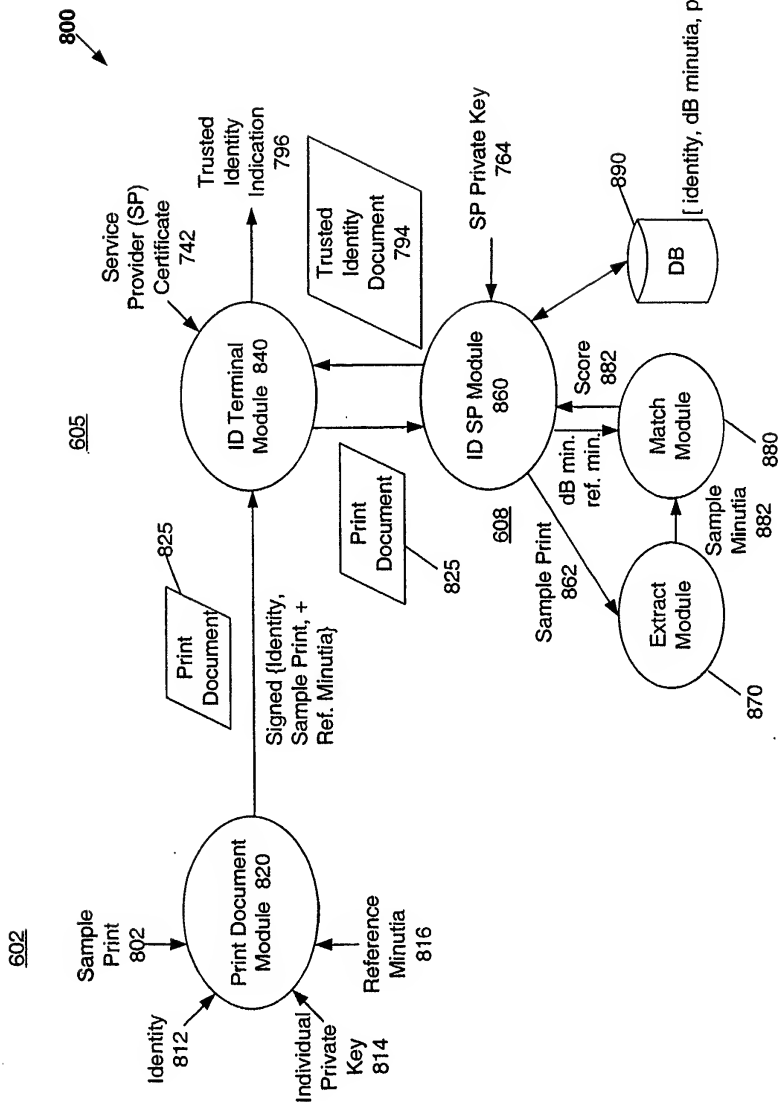 800
602
605
Sample
Print
802
Identity
812
Individual
Private
Key
814
Print Document
Module 820
Reference
Minutia
816
Print
Document
825
Signed {Identity,
Sample Print, +
Ref. Minutia}
Service
Provider (SP)
Certificate
742
ID Terminal
Module 840
Trusted
Identity
Indication
796
Print
Document
825
Trusted
Identity
Document
794
608
ID SP Module
860
SP Private Key
764
Sample Print
862
dB min.
ref. min.
Score
882
890
DB
[ identity, dB minutia, p
Extract
Module
870
Sample
Minutia
882
Match
Module
880